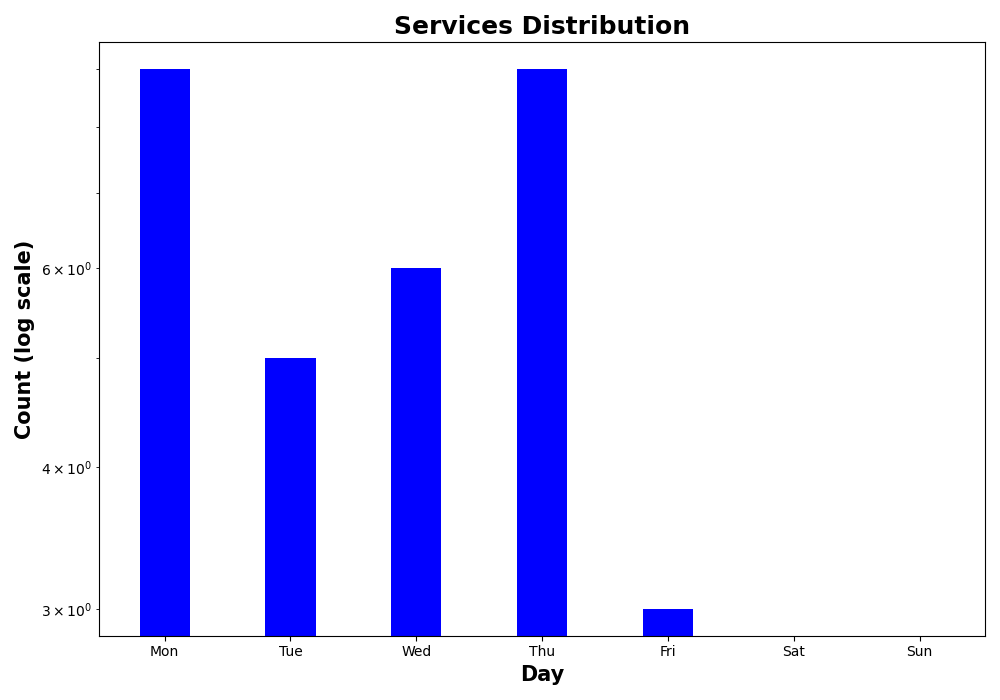 Services Distribution
Count (log scale)
6 × 10⁰
4 × 10⁰
3 × 10⁰
Mon Tue Wed Thu Fri Sat Sun
Day